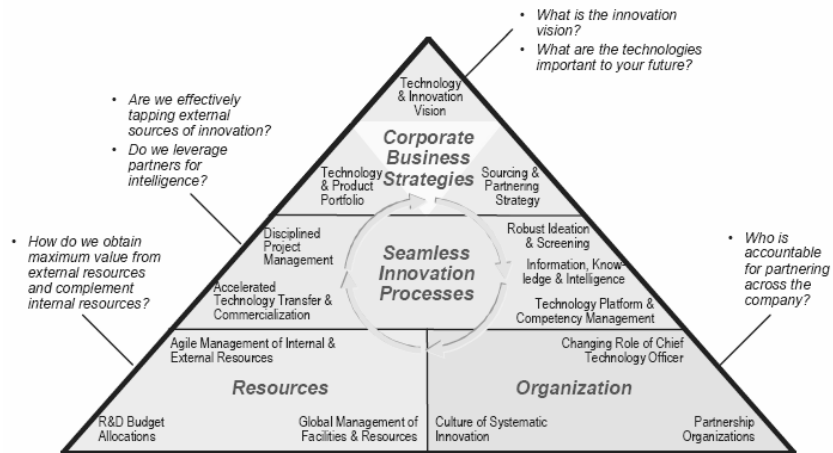 • What is the innovation
vision?
• What are the technologies
important to your future?
• Are we effectively
tapping external
sources of innovation?
• Do we leverage
partners for
intelligence?
• How do we obtain
maximum value from
external resources
and complement
internal resources?
• Who is
accountable
for partnering
across the
company?
Technology
& Innovation
Vision
Corporate
Business
Strategies
Technology
& Product
Portfolio
Sourcing &
Partnering
Strategy
Disciplined
Project
Management
Accelerated
Technology Transfer &
Commercialization
Seamless
Innovation
Processes
Robust Ideation
& Screening
Information, Know-
ledge & Intelligence
Technology Platform &
Competency Management
Agile Management of Internal &
External Resources
Resources
R&D Budget
Allocations
Global Management of
Facilities & Resources
Changing Role of Chief
Technology Officer
Organization
Culture of Systematic
Innovation
Partnership
Organizations